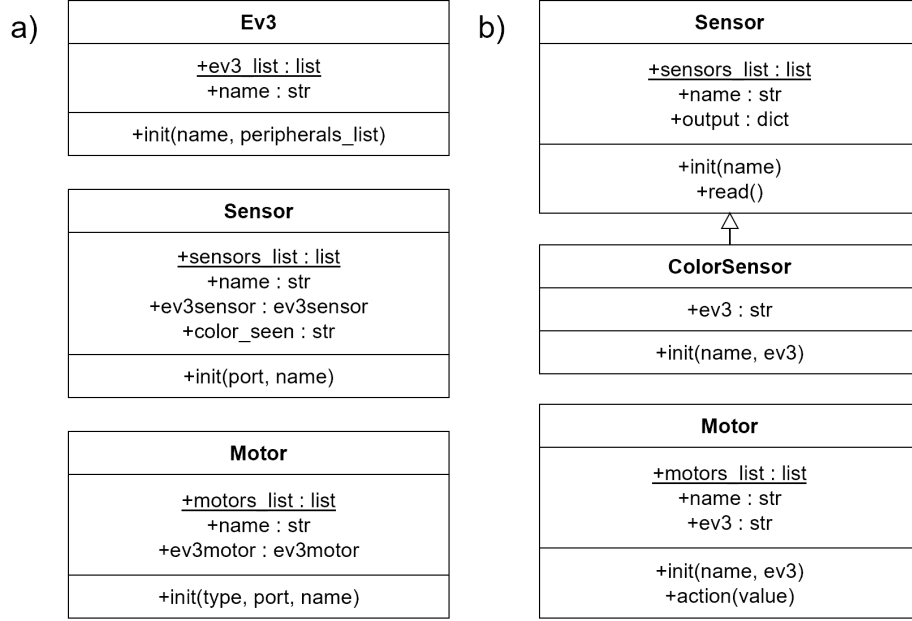 a)
Ev3
+ev3_list : list
+name : str
+init(name, peripherals_list)
Sensor
+sensors_list : list
+name : str
+ev3sensor : ev3sensor
+color_seen : str
+init(port, name)
Motor
+motors_list : list
+name : str
+ev3motor : ev3motor
+init(type, port, name)
b)
Sensor
+sensors_list : list
+name : str
+output : dict
+init(name)
+read()
ColorSensor
+ev3 : str
+init(name, ev3)
Motor
+motors_list : list
+name : str
+ev3 : str
+init(name, ev3)
+action(value)